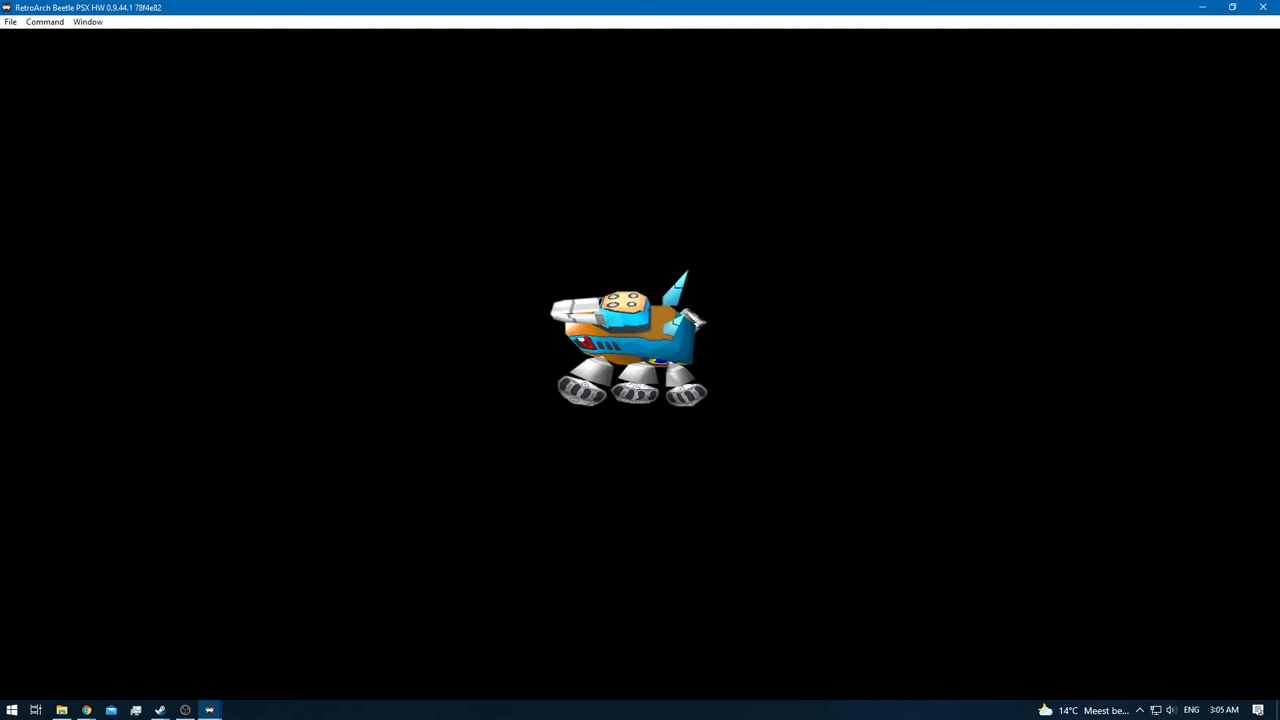 RetroArch Beetle PSX HW 0.9.44.1 78f4e82
File Command Window
14°C Meest be... ENG 3:05 AM